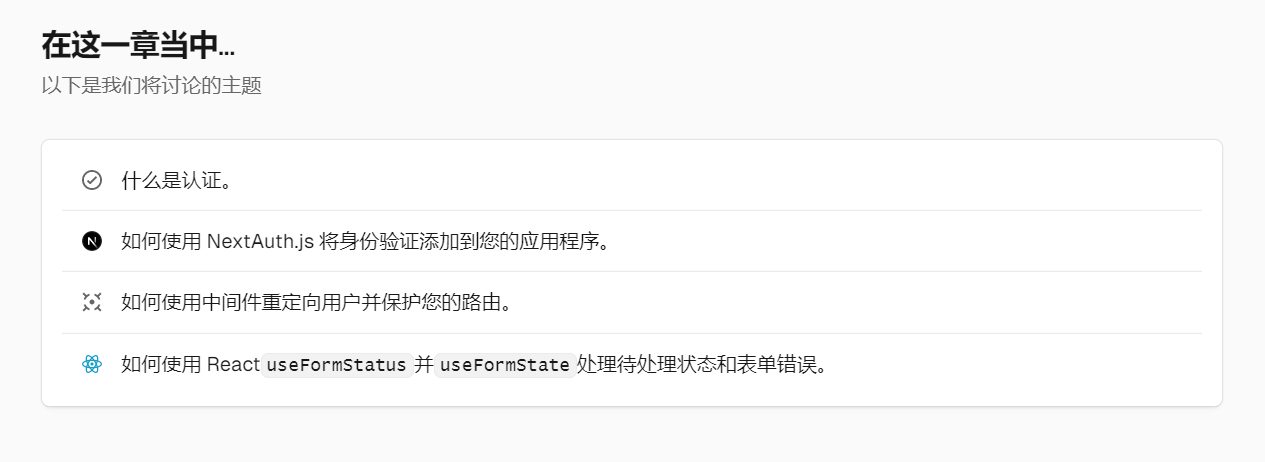 在这一章当中...
以下是我们将讨论的主题
什么是认证。
如何使用 NextAuth.js 将身份验证添加到您的应用程序。
如何使用中间件重定向用户并保护您的路由。
如何使用 React useFormStatus 并 useFormState 处理待处理状态和表单错误。